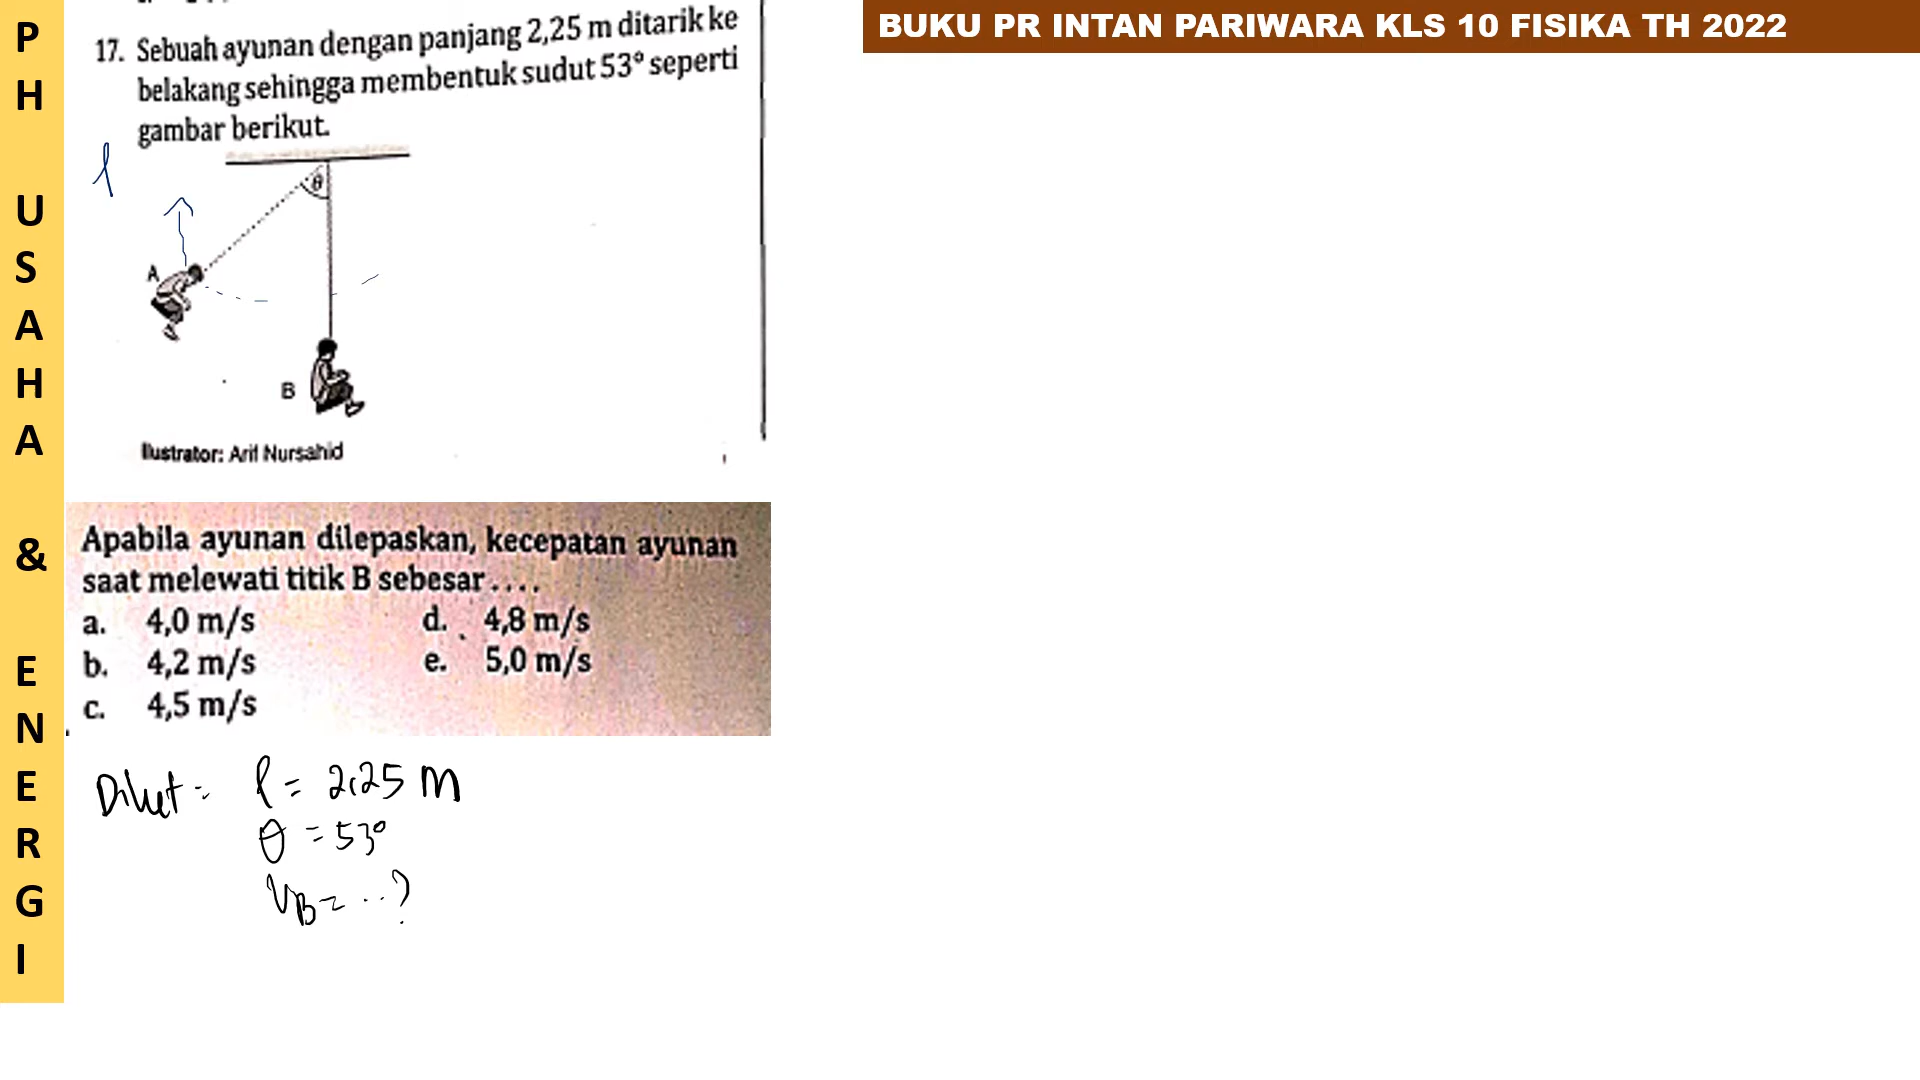 P
H
U
S
A
H
A
&
E
N
E
R
G
I
BUKU PR INTAN PARIWARA KLS 10 FISIKA TH 2022
17. Sebuah ayunan dengan panjang 2,25 m ditarik ke
belakang sehingga membentuk sudut 53° seperti
gambar berikut.
l
θ
A
B
Ilustrator: Arif Nursahid
Apabila ayunan dilepaskan, kecepatan ayunan
saat melewati titik B sebesar . . . .
a. 4,0 m/s
b. 4,2 m/s
c. 4,5 m/s
d. 4,8 m/s
e. 5,0 m/s
Diket = l = 2,25 m
θ = 53°
VB = ...?